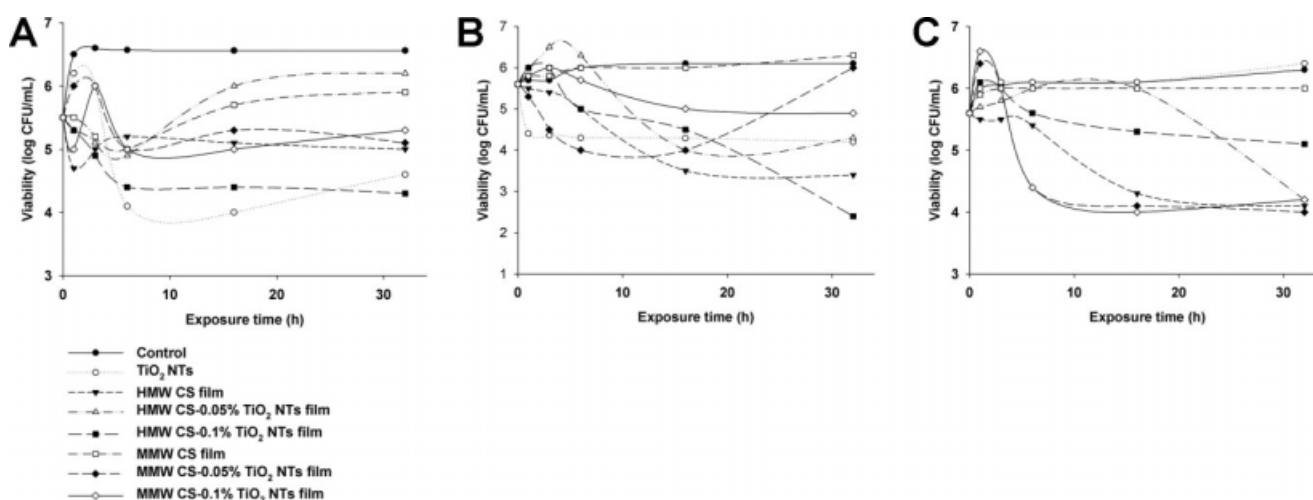 A
7
6
5
4
3
Viability (log CFU/mL)
0 10 20 30
Exposure time (h)
B
7
6
5
4
3
2
1
Viability (log CFU/mL)
0 10 20 30
Exposure time (h)
C
7
6
5
4
3
Viability (log CFU/mL)
0 10 20 30
Exposure time (h)
Control
TiO₂ NTs
HMW CS film
HMW CS-0.05% TiO₂ NTs film
HMW CS-0.1% TiO₂ NTs film
MMW CS film
MMW CS-0.05% TiO₂ NTs film
MMW CS-0.1% TiO₂ NTs film